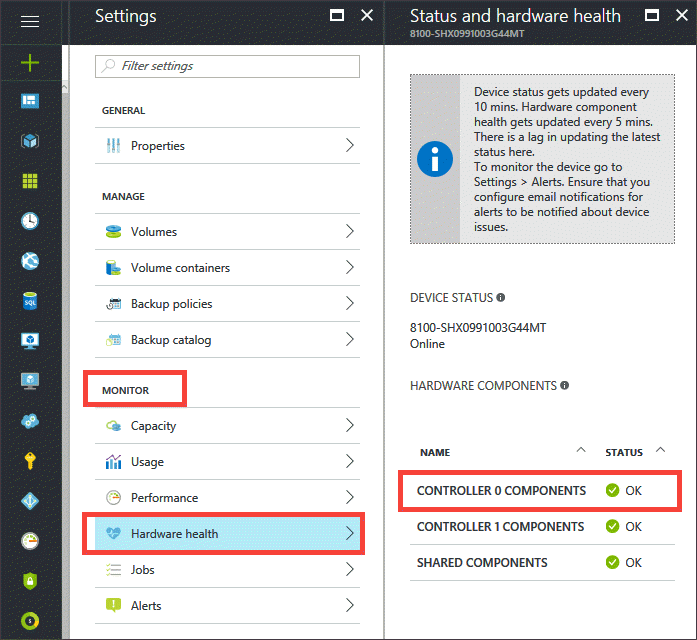 Settings
Filter settings
GENERAL
Properties
MANAGE
Volumes
Volume containers
Backup policies
Backup catalog
MONITOR
Capacity
Usage
Performance
Hardware health
Jobs
Alerts
SQL
Status and hardware health
8100-SHX0991003G44MT
Device status gets updated every
10 mins. Hardware component
health gets updated every 5 mins.
There is a lag in updating the latest
status here.
To monitor the device go to
Settings > Alerts. Ensure that you
configure email notifications for
alerts to be notified about device
issues.
DEVICE STATUS
8100-SHX0991003G44MT
Online
HARDWARE COMPONENTS
NAME STATUS
CONTROLLER 0 COMPONENTS OK
CONTROLLER 1 COMPONENTS OK
SHARED COMPONENTS OK